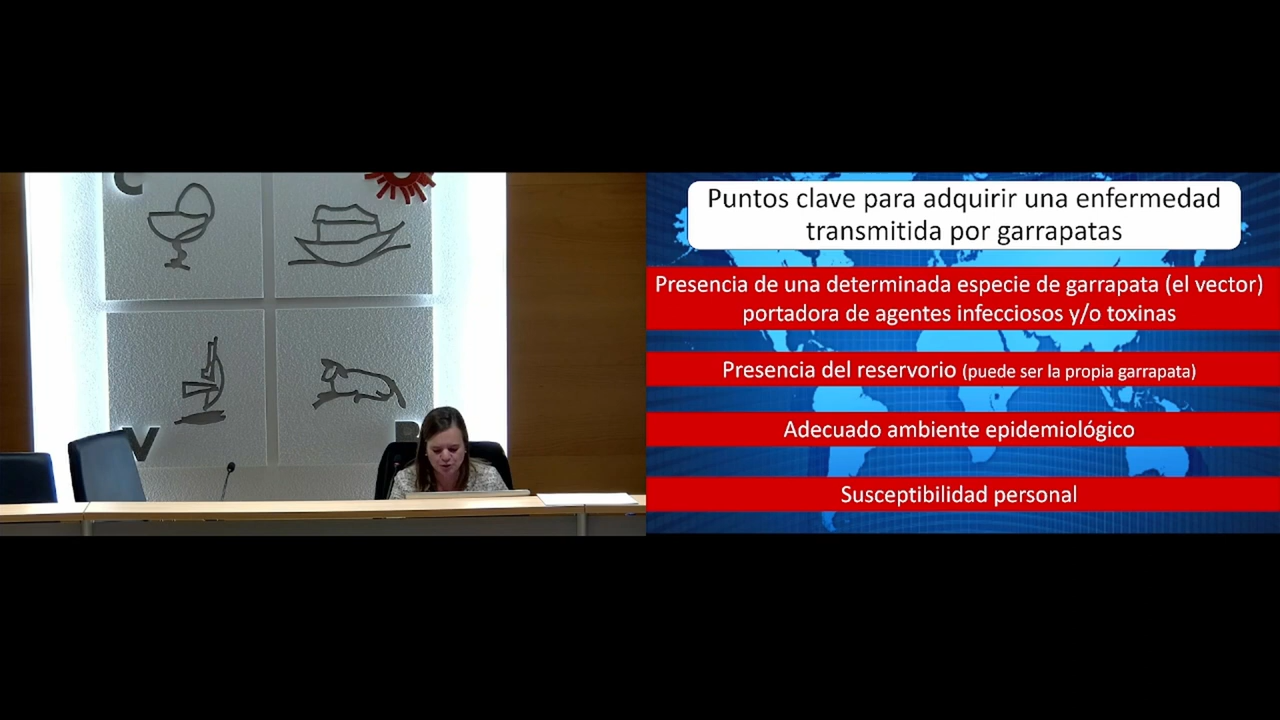 C
V
Puntos clave para adquirir una enfermedad
transmitida por garrapatas
Presencia de una determinada especie de garrapata (el vector)
portadora de agentes infecciosos y/o toxinas
Presencia del reservorio (puede ser la propia garrapata)
Adecuado ambiente epidemiológico
Susceptibilidad personal